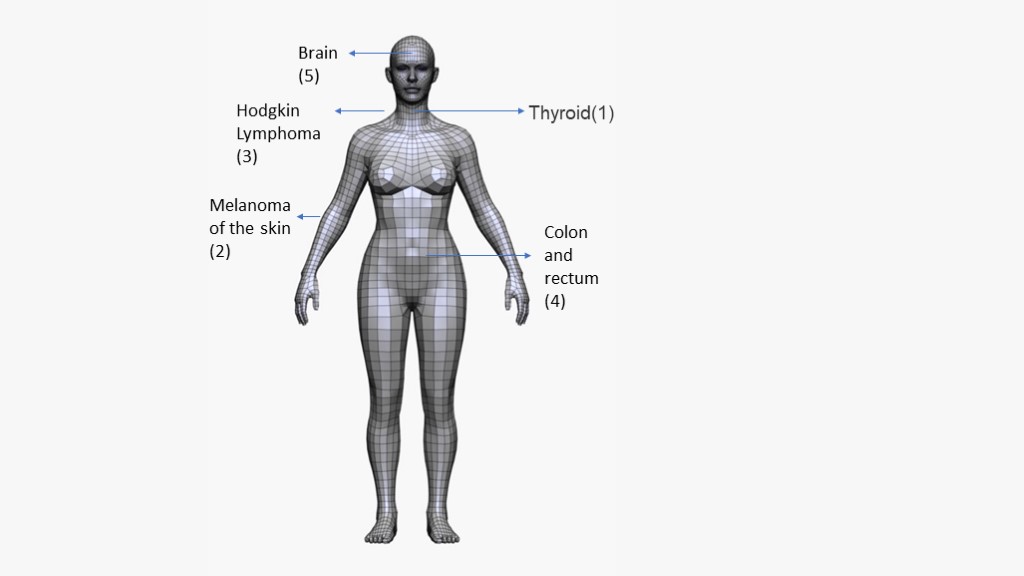 Brain
(5)
Hodgkin
Lymphoma
(3)
Thyroid(1)
Melanoma
of the skin
(2)
Colon
and
rectum
(4)